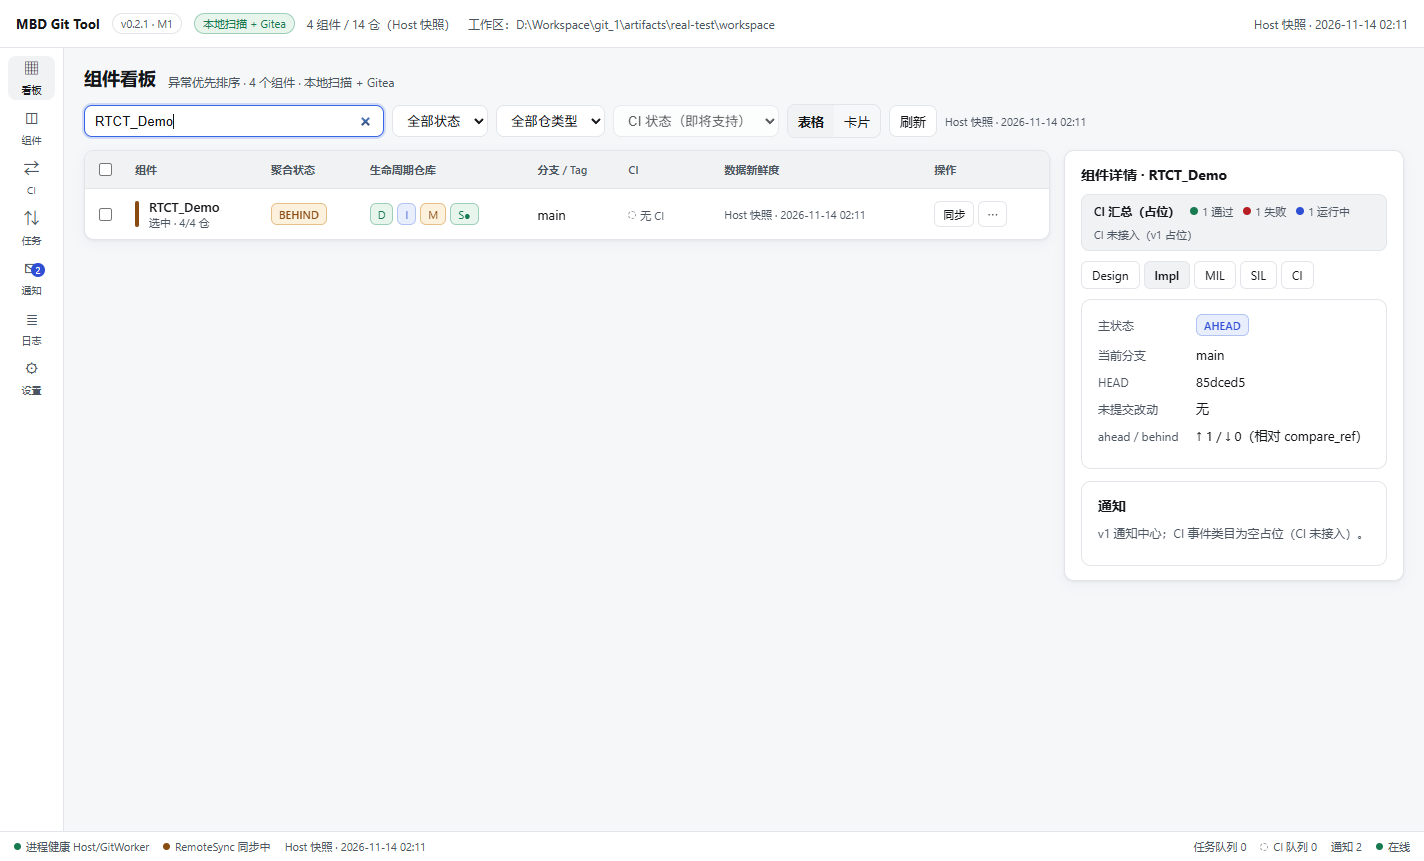 MBD Git Tool
v0.2.1 · M1
本地扫描 + Gitea
4 组件 / 14 仓（Host 快照）
工作区：D:\Workspace\git_1\artifacts\real-test\workspace
Host 快照 · 2026-11-14 02:11
看板
组件
CI
任务
2
通知
日志
设置
组件看板
异常优先排序 · 4 个组件 · 本地扫描 + Gitea
RTCT_Demo
全部状态
全部仓类型
CI 状态（即将支持）
表格
卡片
刷新
Host 快照 · 2026-11-14 02:11
组件 聚合状态 生命周期仓库 分支 / Tag CI 数据新鲜度 操作
RTCT_Demo
选中 · 4/4 仓
BEHIND
D I M S●
main
无 CI
Host 快照 · 2026-11-14 02:11
同步
···
组件详情 · RTCT_Demo
CI 汇总（占位） 1 通过 1 失败 1 运行中
CI 未接入（v1 占位）
Design Impl MIL SIL CI
主状态 AHEAD
当前分支 main
HEAD 85dced5
未提交改动 无
ahead / behind ↑ 1 / ↓ 0（相对 compare_ref）
通知
v1 通知中心；CI 事件类目为空占位（CI 未接入）。
进程健康 Host/GitWorker
RemoteSync 同步中
Host 快照 · 2026-11-14 02:11
任务队列 0
CI 队列 0
通知 2
在线